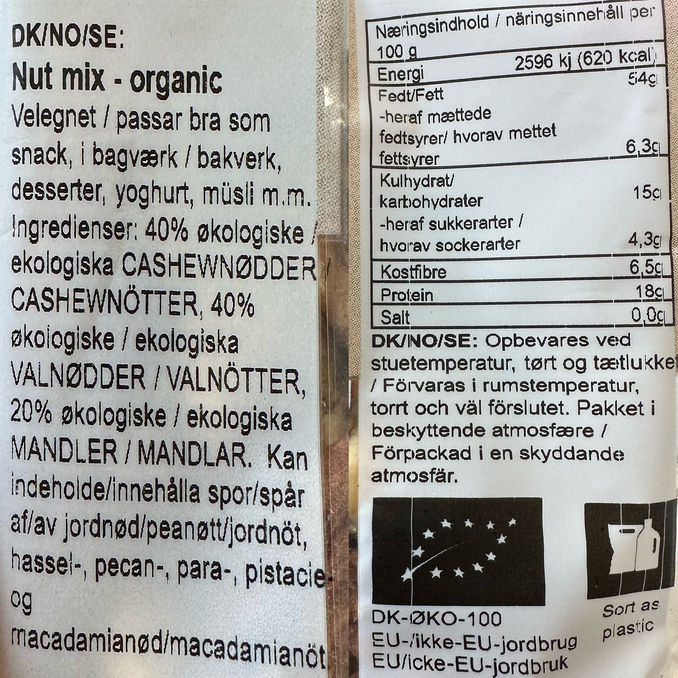 DK/NO/SE:
Nut mix - organic
Velegnet / passar bra som
snack, i bagværk / bakverk,
desserter, yoghurt, müsli m.m.
Ingredienser: 40% økologiske /
ekologiska CASHEWNØDDER
CASHEWNÖTTER, 40%
økologiske / ekologiska
VALNØDDER / VALNÖTTER,
20% økologiske / ekologiska
MANDLER / MANDLAR. Kan
indeholde/innehålla spor/spår
af/av jordnød/peanøtt/jordnöt,
hassel-, pecan-, para-, pistacie-
og
macadamianød/macadamianöt
Næringsindhold / näringsinnehåll per
100 g
Energi 2596 kj (620 kcal)
Fedt/Fett 54g
-heraf mættede
fedtsyrer/ hvorav mettet
fettsyrer 6,3g
Kulhydrat/
karbohydrater 15g
-heraf sukkerarter /
hvorav sockerarter 4,3g
Kostfibre 6,5g
Protein 18g
Salt 0,0g
DK/NO/SE: Opbevares ved
stuetemperatur, tørt og tætlukket
/ Förvaras i rumstemperatur,
torrt och väl förslutet. Pakket i
beskyttende atmosfære /
Förpackad i en skyddande
atmosfär.
DK-ØKO-100
EU-/ikke-EU-jordbrug
EU/icke-EU-jordbruk
Sort as
plastic